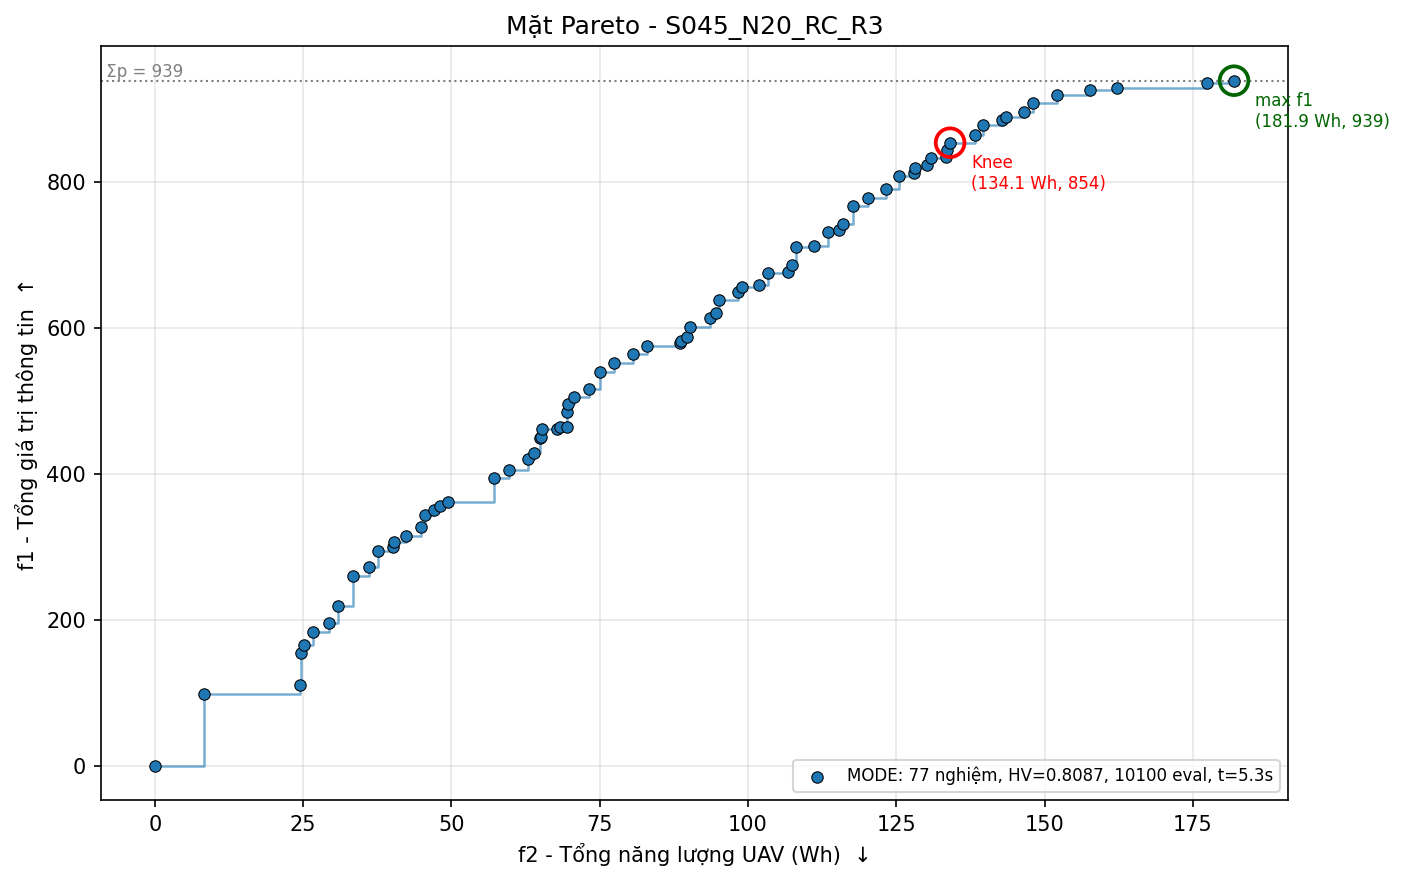 Mặt Pareto - S045_N20_RC_R3
Σp = 939
max f1
(181.9 Wh, 939)
Knee
(134.1 Wh, 854)
800
600
400
200
0
f1 - Tổng giá trị thông tin ↑
MODE: 77 nghiệm, HV=0.8087, 10100 eval, t=5.3s
0 25 50 75 100 125 150 175
f2 - Tổng năng lượng UAV (Wh) ↓